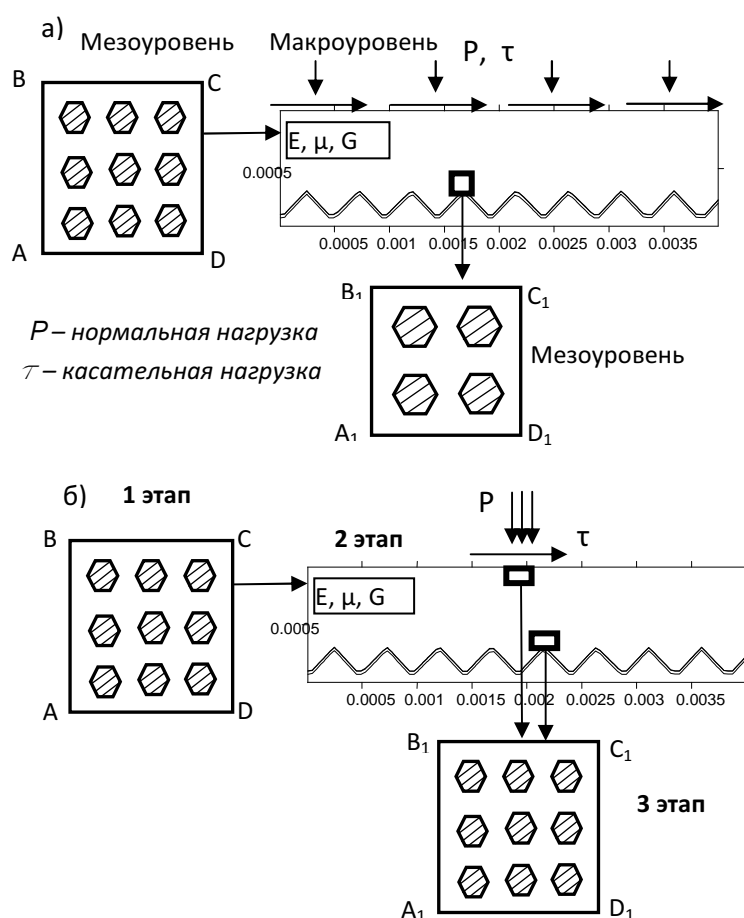 а)
Мезоуровень Макроуровень
P, τ
B C
E, μ, G
0.0005
A D
0.0005 0.001 0.0015 0.002 0.0025 0.003 0.0035
B₁ C₁
P – нормальная нагрузка
Мезоуровень
τ – касательная нагрузка
A₁ D₁
б) 1 этап
P
B C
2 этап τ
E, μ, G
0.0005
A D
0.0005 0.001 0.0015 0.002 0.0025 0.003 0.0035
B₁ C₁
3 этап
A₁ D₁